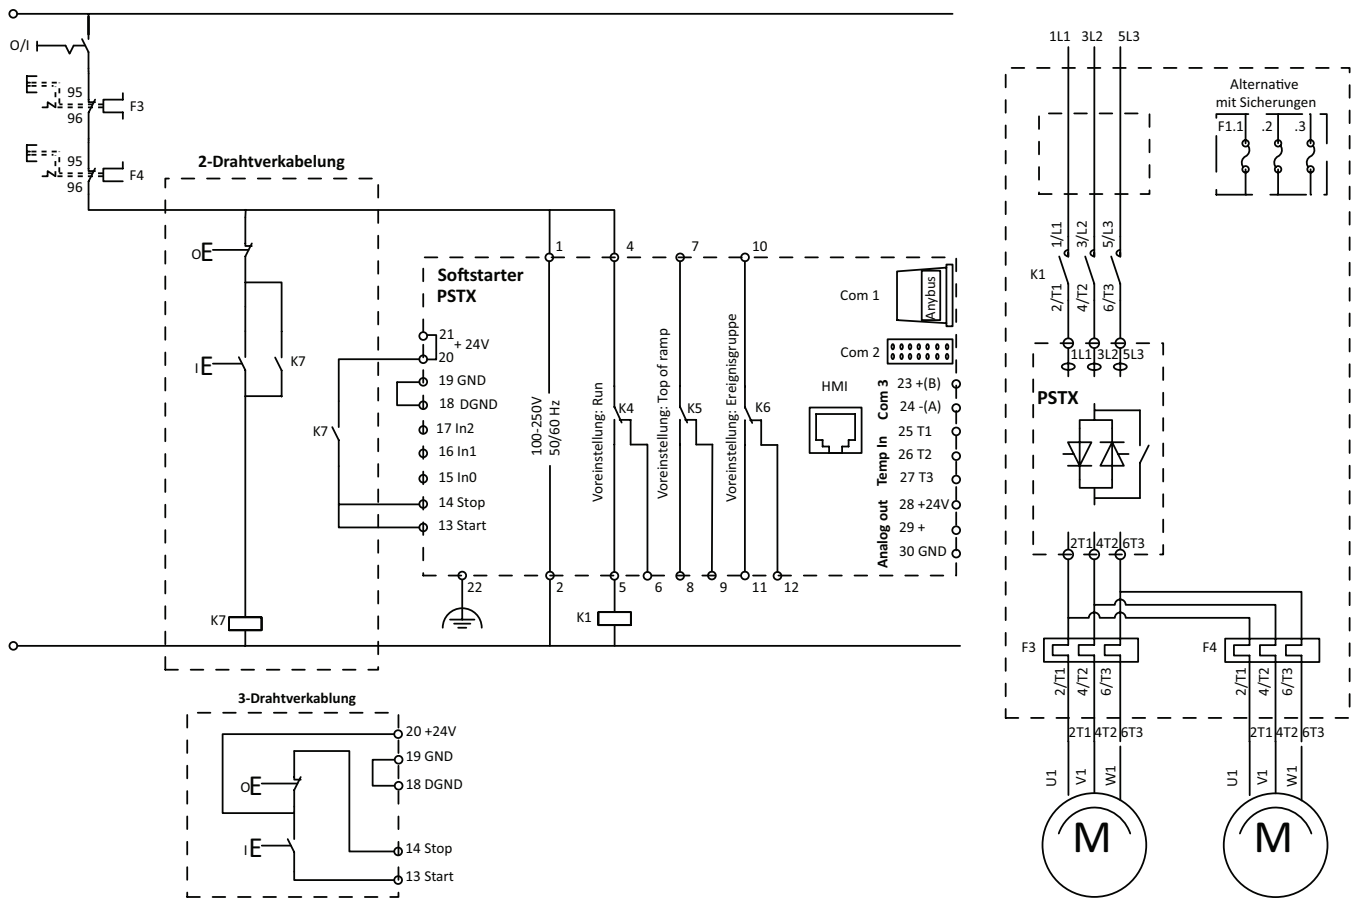 O/I
95
96
F3
95
96
F4
2-Drahtverkabelung
O
I
K7
K7
K7
Softstarter
PSTX
21
+ 24V
20
19 GND
18 DGND
17 In2
16 In1
15 In0
14 Stop
13 Start
22
1
4
7
10
100-250V
50/60 Hz
Voreinstellung: Run
K4
Voreinstellung: Top of ramp
K5
Voreinstellung: Ereignisgruppe
K6
2
5
6
8
9
11
12
K1
Com 1
Anybus
Com 2
HMI
Com 3
23 +(B)
24 -(A)
Temp In
25 T1
26 T2
27 T3
Analog out
28 +24V
29 +
30 GND
3-Drahtverkablung
20 +24V
19 GND
18 DGND
O
I
14 Stop
13 Start
1L1 3L2 5L3
Alternative
mit Sicherungen
F1.1 .2 .3
1/L1 3/L2 5/L3
K1
2/T1 4/T2 6/T3
1L1 3L2 5L3
PSTX
2T1 4T2 6T3
F3
2/T1 4/T2 6/T3
F4
2/T1 4/T2 6/T3
2T1 4T2 6T3
2T1 4T2 6T3
U1 V1 W1
U1 V1 W1
M
M